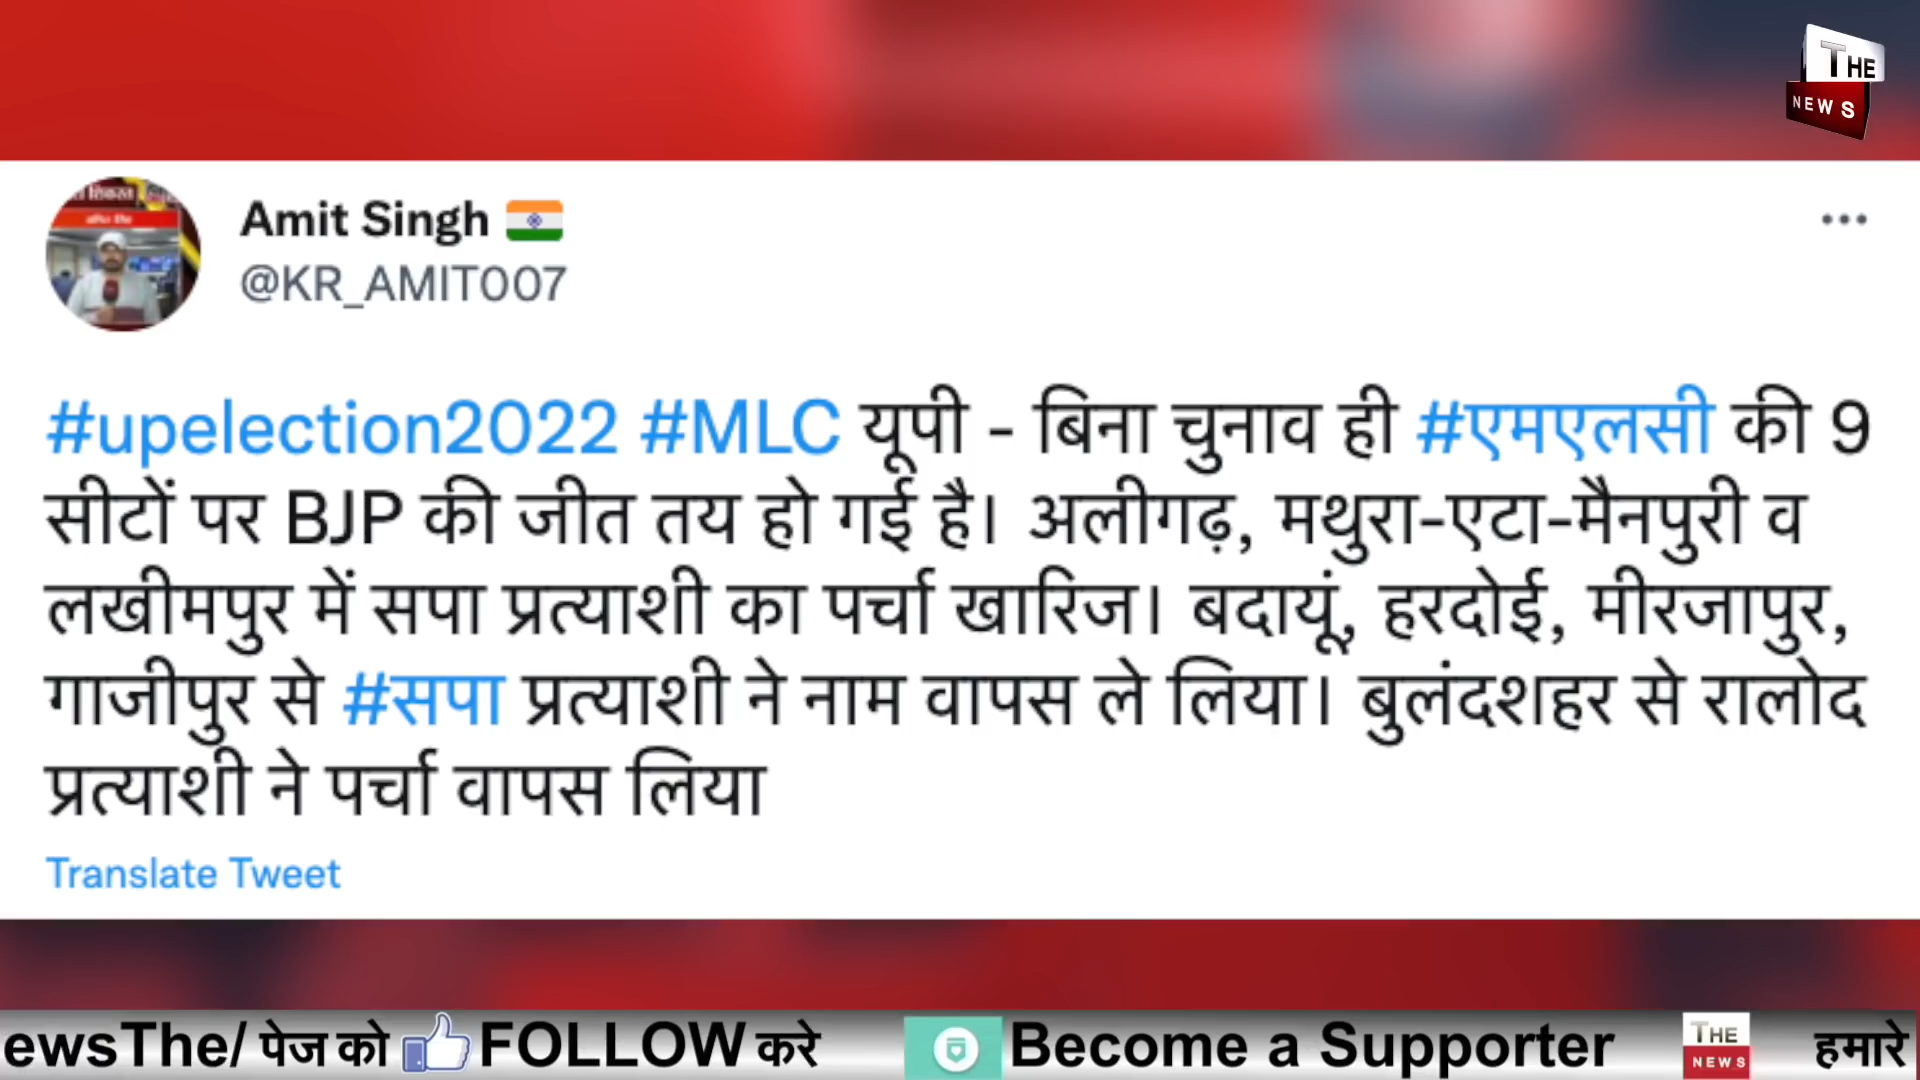 THE
NEWS
Amit Singh
@KR_AMIT007
#upelection2022 #MLC यूपी - बिना चुनाव ही #एमएलसी की 9
सीटों पर BJP की जीत तय हो गई है। अलीगढ़, मथुरा-एटा-मैनपुरी व
लखीमपुर में सपा प्रत्याशी का पर्चा खारिज। बदायूं, हरदोई, मीरजापुर,
गाजीपुर से #सपा प्रत्याशी ने नाम वापस ले लिया। बुलंदशहर से रालोद
प्रत्याशी ने पर्चा वापस लिया
Translate Tweet
ewsThe/ पेज को FOLLOW करे Become a Supporter THE NEWS हमारे